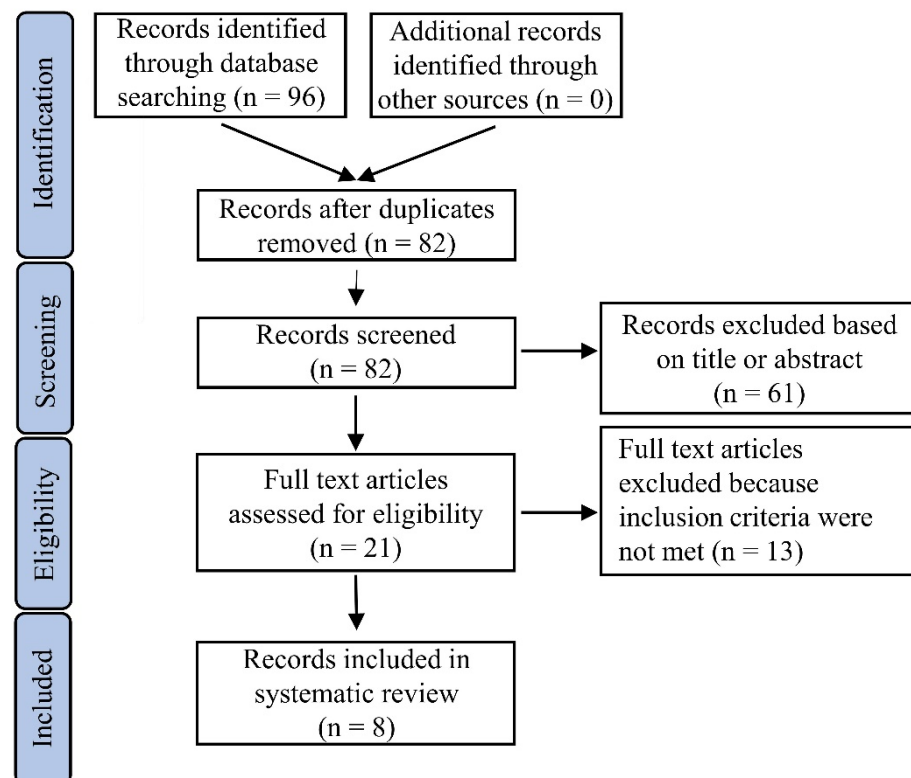 Identification
Records identified
through database
searching (n = 96)
Additional records
identified through
other sources (n = 0)
Records after duplicates
removed (n = 82)
Screening
Records screened
(n = 82)
Records excluded based
on title or abstract
(n = 61)
Eligibility
Full text articles
assessed for eligibility
(n = 21)
Full text articles
excluded because
inclusion criteria were
not met (n = 13)
Included
Records included in
systematic review
(n = 8)